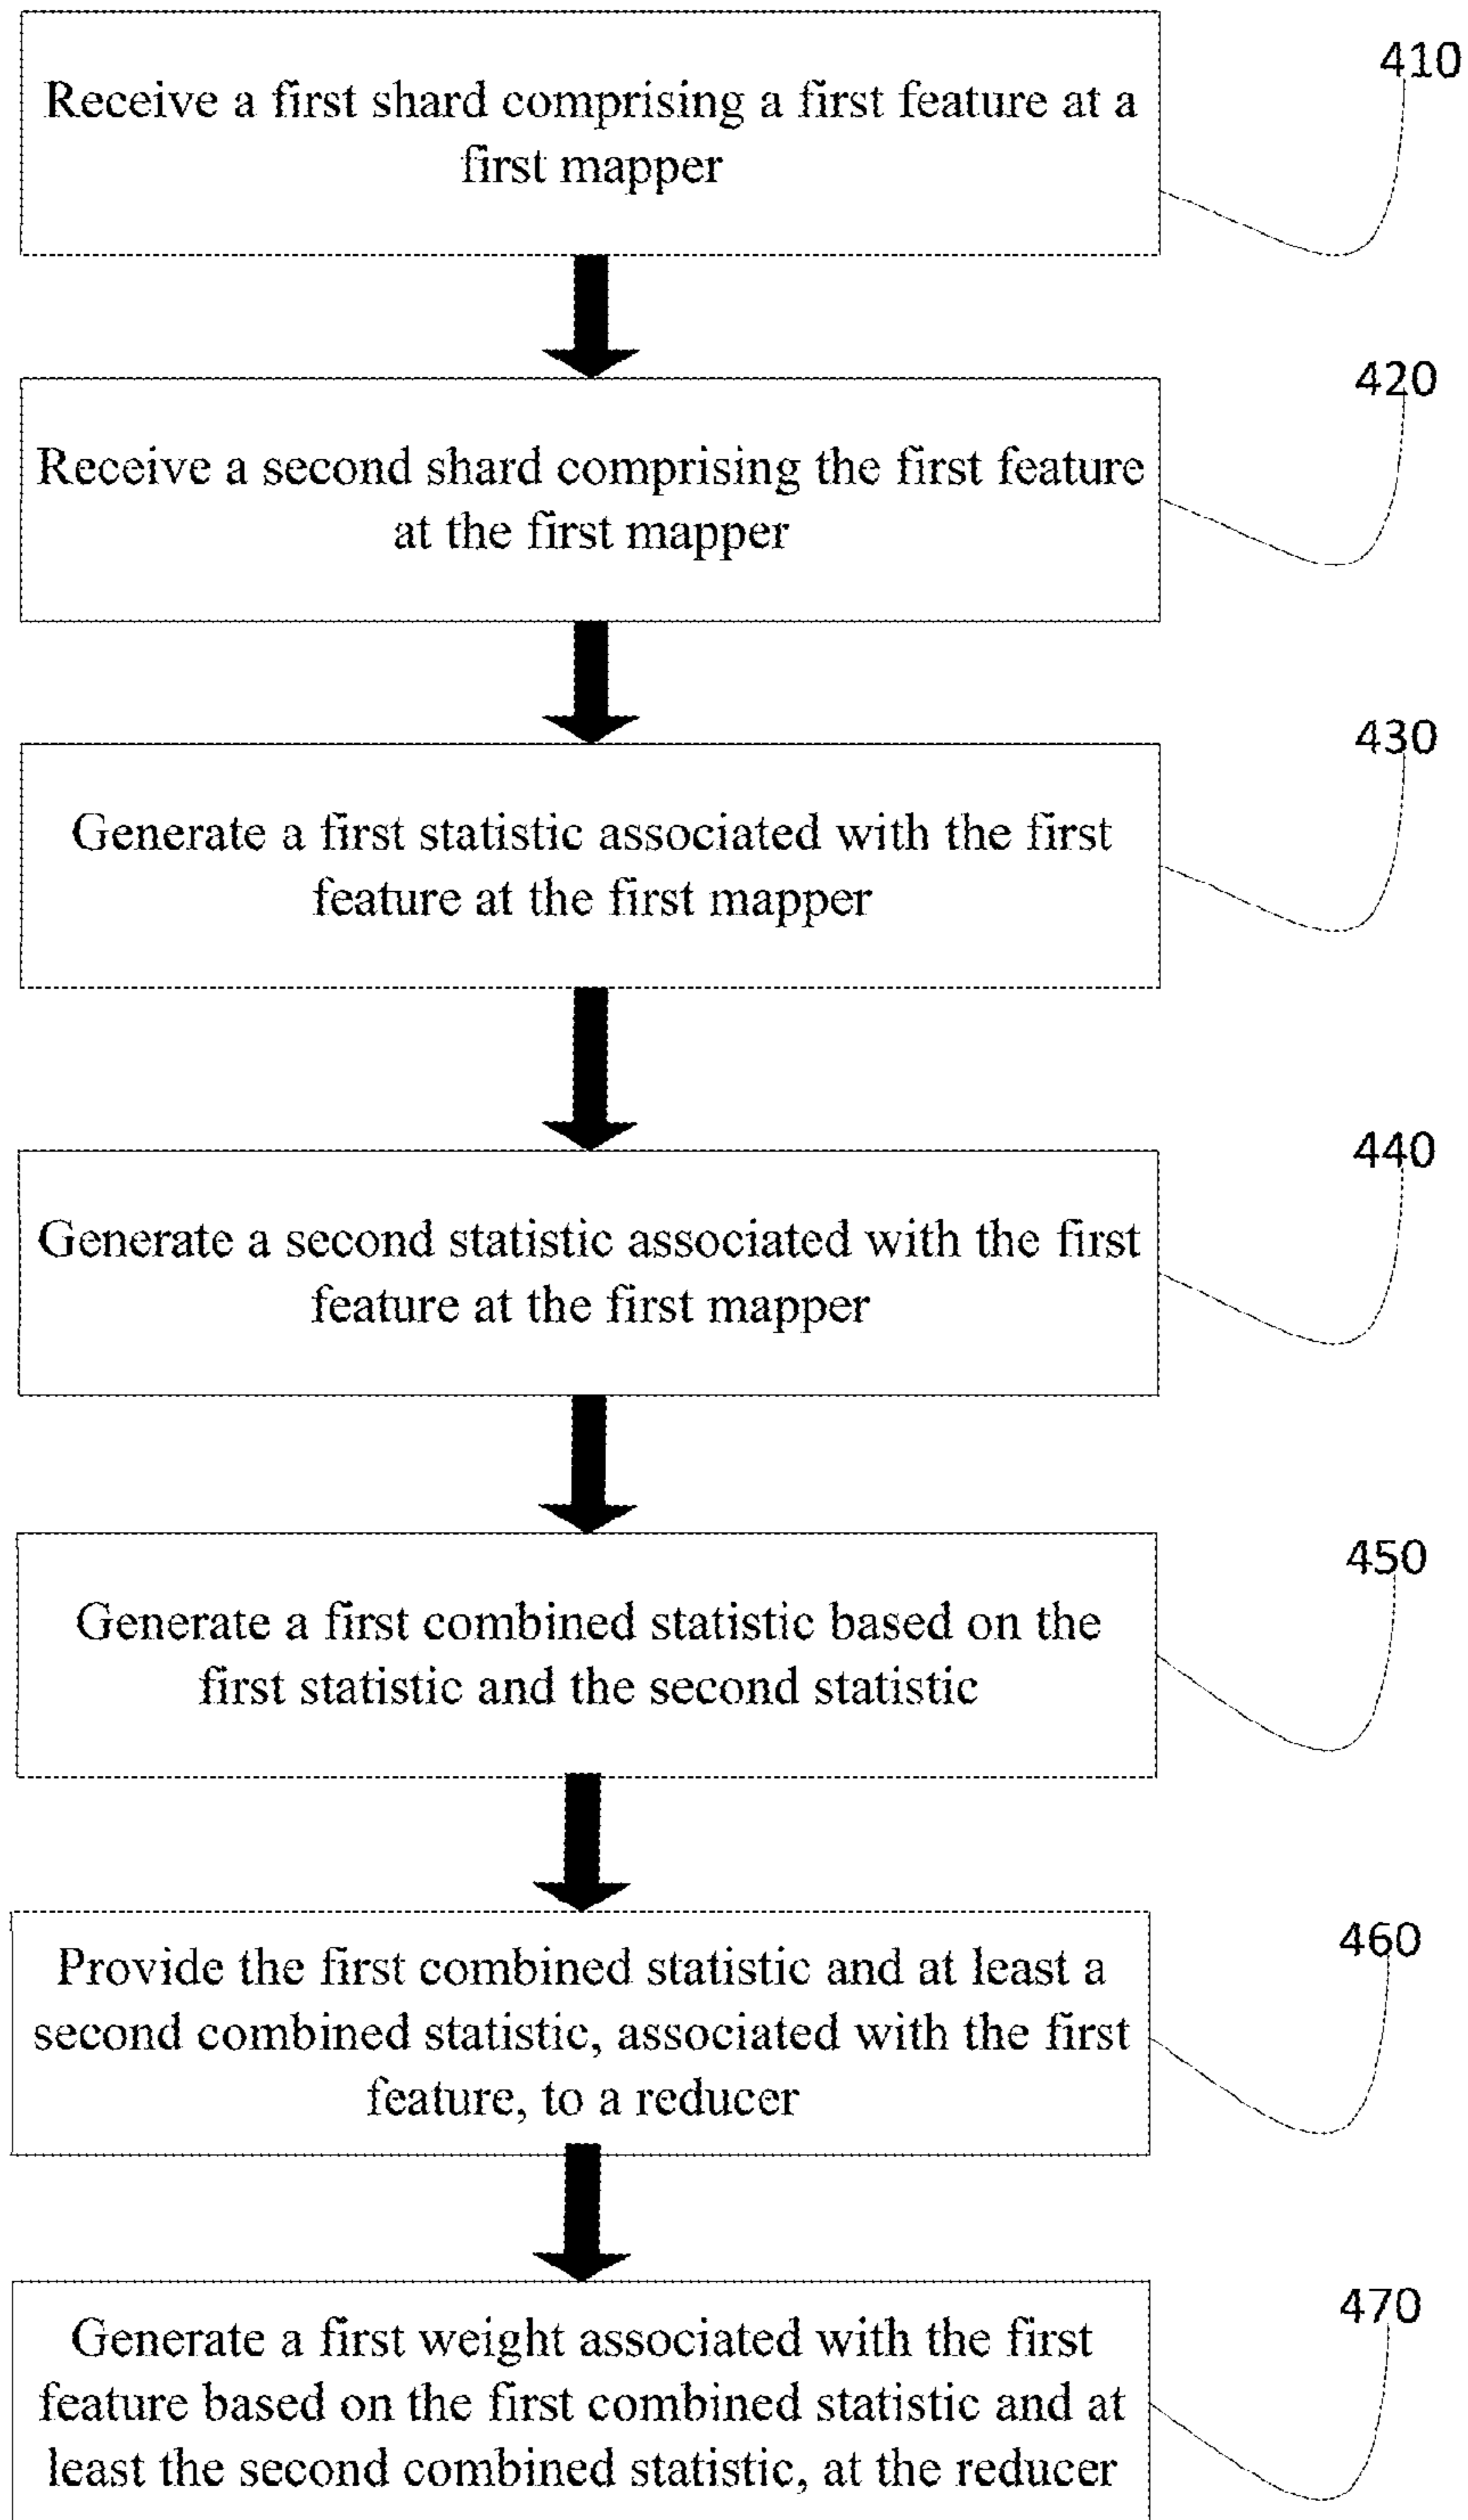 410
Receive a first shard comprising a first feature at a
first mapper
420
Receive a second shard comprising the first feature
at the first mapper
430
Generate a first statistic associated with the first
feature at the first mapper
440
Generate a second statistic associated with the first
feature at the first mapper
450
Generate a first combined statistic based on the
first statistic and the second statistic
460
Provide the first combined statistic and at least a
second combined statistic, associated with the first
feature, to a reducer
470
Generate a first weight associated with the first
feature based on the first combined statistic and at
least the second combined statistic, at the reducer